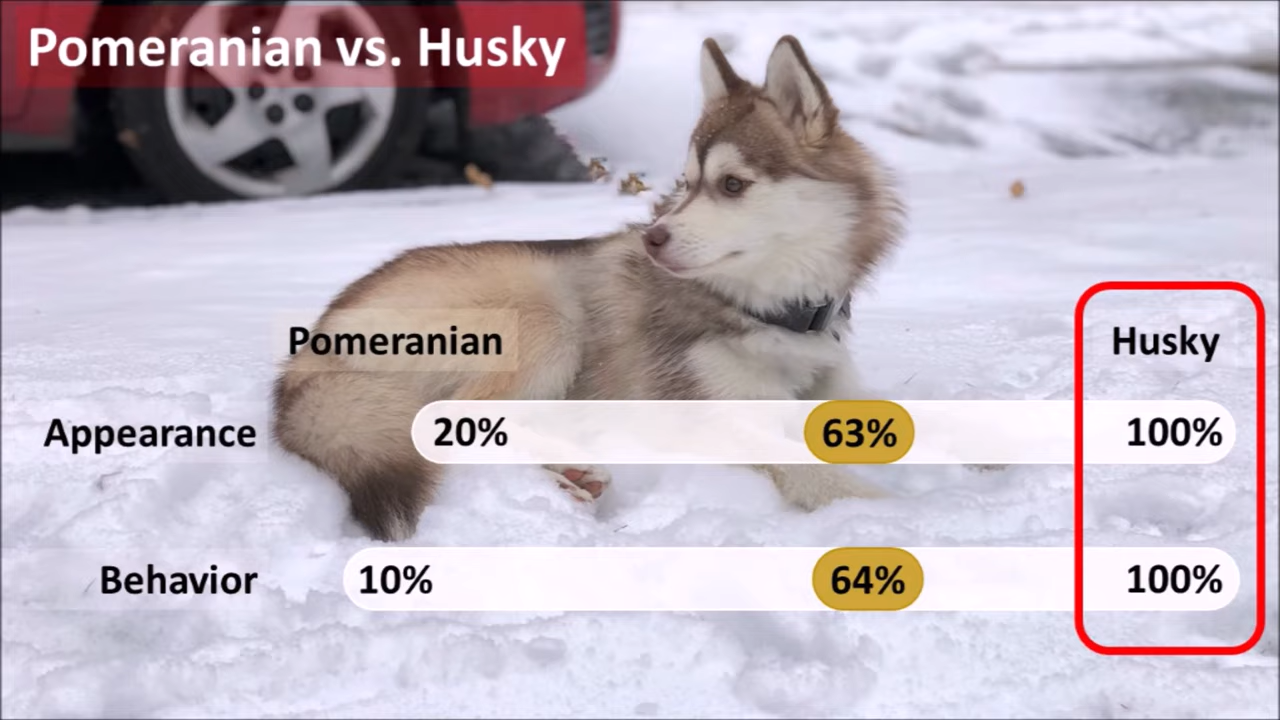 Pomeranian vs. Husky
Pomeranian Husky
Appearance 20% 63% 100%
Behavior 10% 64% 100%